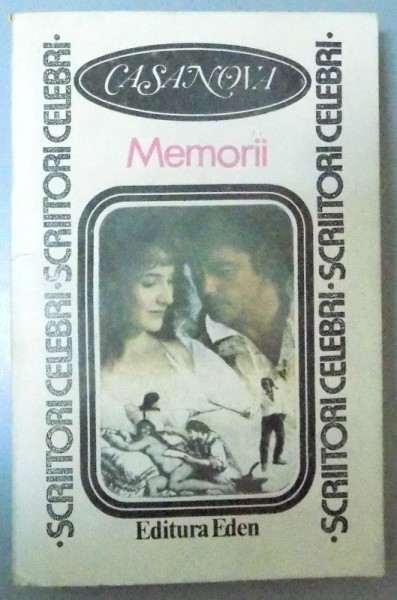 CASANOVA
Memorii
·SCRIITORI CELEBRI·SCRIITORI CELEBRI·
·SCRIITORI CELEBRI·SCRIITORI CELEBRI·
Editura Eden